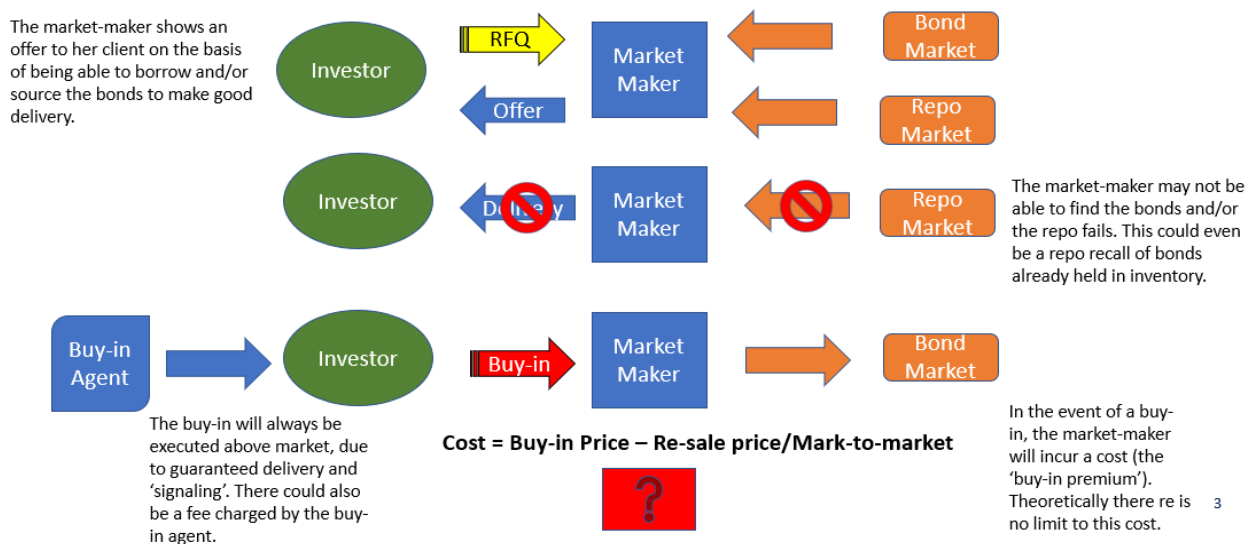 The market-maker shows an
offer to her client on the basis
of being able to borrow and/or
source the bonds to make good
delivery.
Investor
RFQ
Offer
Market
Maker
Bond
Market
Repo
Market
Investor
Delivery
Market
Maker
Repo
Market
The market-maker may not be
able to find the bonds and/or
the repo fails. This could even
be a repo recall of bonds
already held in inventory.
Buy-in
Agent
Investor
Buy-in
Market
Maker
Bond
Market
The buy-in will always be
executed above market, due
to guaranteed delivery and
‘signaling’. There could also
be a fee charged by the buy-
in agent.
Cost = Buy-in Price – Re-sale price/Mark-to-market
?
In the event of a buy-
in, the market-maker
will incur a cost (the
‘buy-in premium’).
Theoretically there re is
no limit to this cost.
3